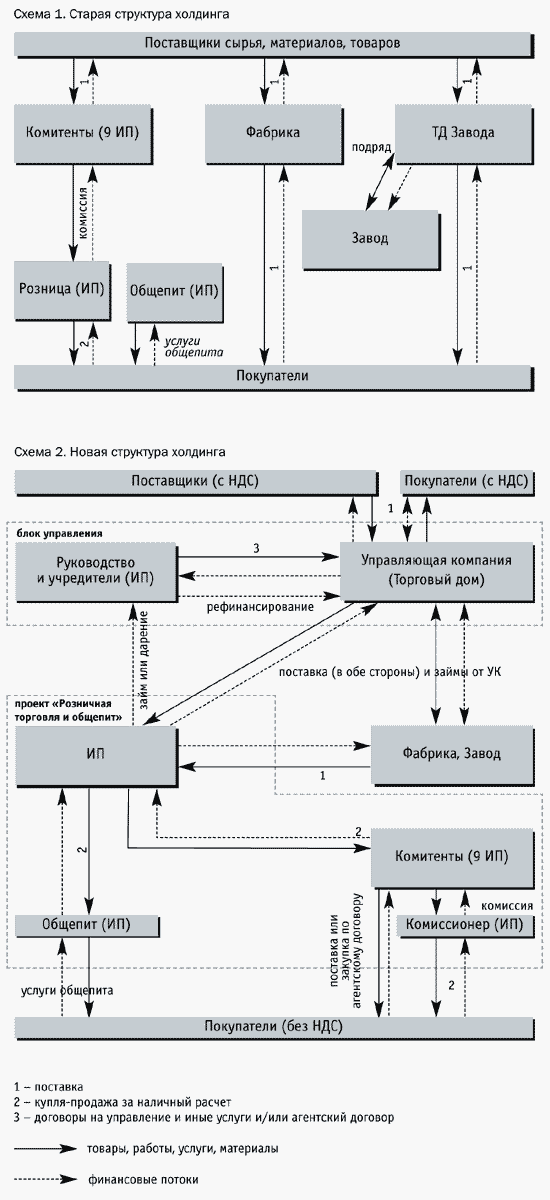 Схема 1. Старая структура холдинга
Поставщики сырья, материалов, товаров
1
1
1
Комитенты (9 ИП)
Фабрика
ТД Завода
подряд
комиссия
Завод
1
1
Розница (ИП)
Общепит (ИП)
2
услуги
общепита
Покупатели
Схема 2. Новая структура холдинга
Поставщики (с НДС)
Покупатели (с НДС)
1
блок управления
Руководство
и учредители (ИП)
3
Управляющая компания
(Торговый дом)
рефинансирование
займ или дарение
поставка (в обе стороны) и займы от УК
проект «Розничная
торговля и общепит»
ИП
Фабрика, Завод
1
2
2
Комитенты (9 ИП)
поставка или
закупка по
агентскому договору
комиссия
Общепит (ИП)
Комиссионер (ИП)
услуги общепита
2
Покупатели (без НДС)
1 – поставка
2 – купля-продажа за наличный расчет
3 – договоры на управление и иные услуги и/или агентский договор
товары, работы, услуги, материалы
финансовые потоки